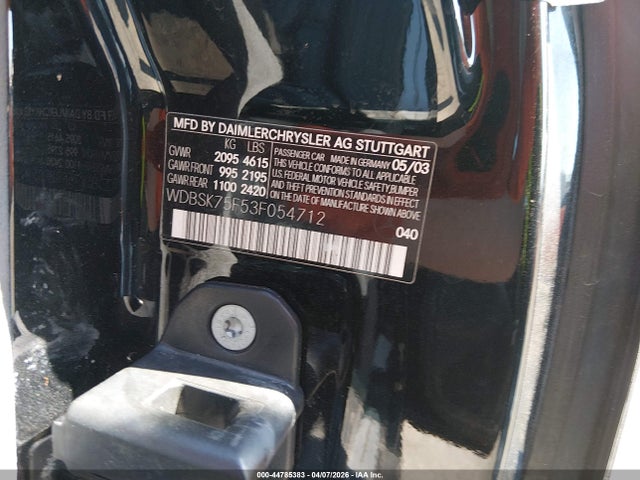 MFD BY DAIMLERCHRYSLER AG STUTTGART
KG LBS
GVWR 2095 4615
GAWR FRONT 995 2195
GAWR REAR 1100 2420
PASSENGER CAR MADE IN GERMANY 05/03
THIS VEHICLE CONFORMS TO ALL APPLICABLE
U.S. FEDERAL MOTOR VEHICLE SAFETY, BUMPER
AND THEFT PREVENTION STANDARDS IN
EFFECT ON THE DATE OF MANUFACTURE
SHOWN ABOVE.
WDBSK75F53F054712
040
000-44785383 - 04/07/2026 - IAA Inc.